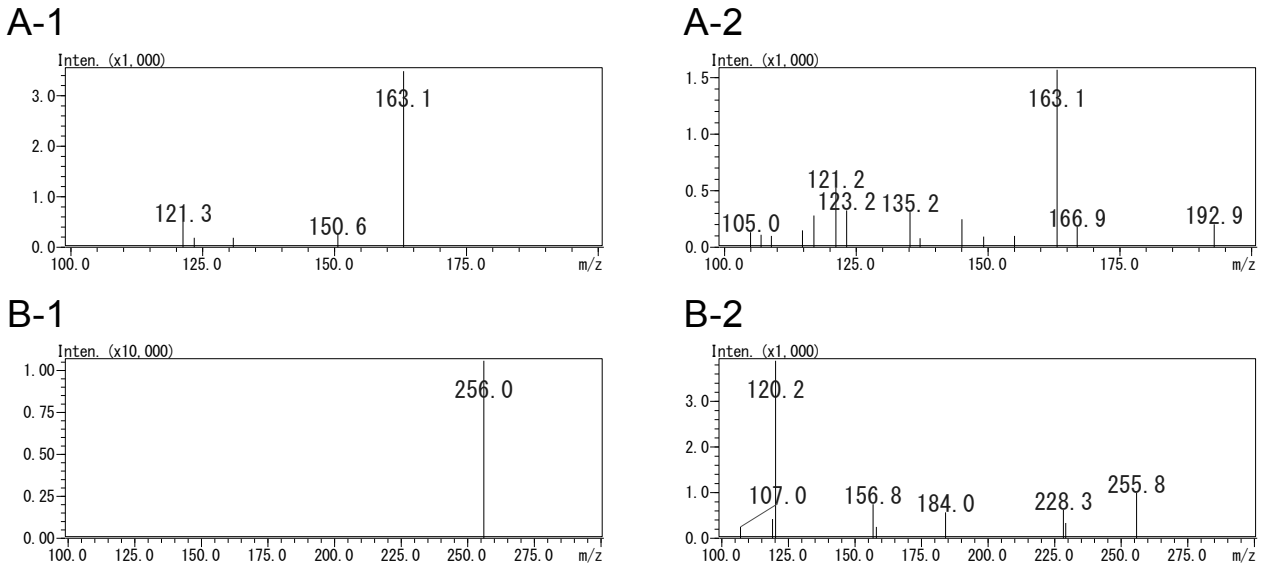 A-1
Inten. (x1,000)
3.0
2.0
1.0
0.0
163.1
121.3
150.6
100.0 125.0 150.0 175.0 m/z
A-2
Inten. (x1,000)
1.5
1.0
0.5
0.0
163.1
121.2
123.2 135.2
105.0
166.9
192.9
100.0 125.0 150.0 175.0 m/z
B-1
Inten. (x10,000)
1.00
0.75
0.50
0.25
0.00
256.0
100.0 125.0 150.0 175.0 200.0 225.0 250.0 275.0 m/z
B-2
Inten. (x1,000)
3.0
2.0
1.0
0.0
120.2
107.0
156.8
184.0
228.3
255.8
100.0 125.0 150.0 175.0 200.0 225.0 250.0 275.0 m/z